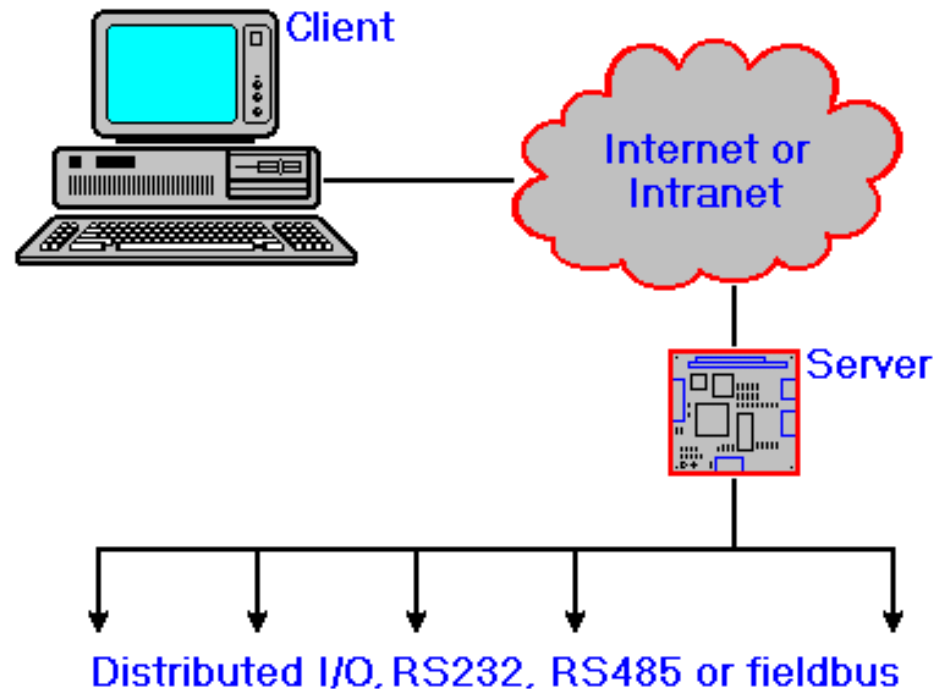 Client
Internet or
Intranet
Server
Distributed I/O, RS232, RS485 or fieldbus